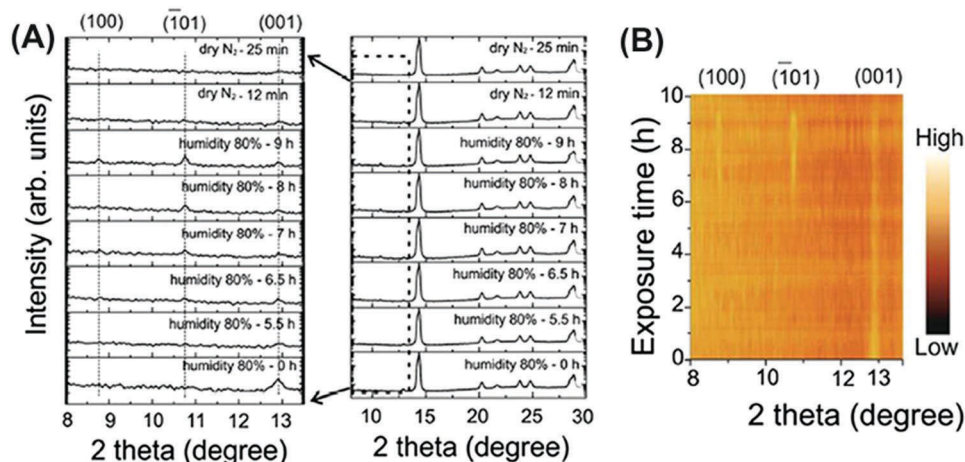 (A)
(100) (1̅01) (001)
dry N₂ - 25 min
dry N₂ - 12 min
humidity 80% - 9 h
humidity 80% - 8 h
humidity 80% - 7 h
humidity 80% - 6.5 h
humidity 80% - 5.5 h
humidity 80% - 0 h
Intensity (arb. units)
8 9 10 11 12 13
2 theta (degree)
dry N₂ - 25 min
dry N₂ - 12 min
humidity 80% - 9 h
humidity 80% - 8 h
humidity 80% - 7 h
humidity 80% - 6.5 h
humidity 80% - 5.5 h
humidity 80% - 0 h
10 15 20 25 30
2 theta (degree)
(B)
(100) (1̅01) (001)
Exposure time (h)
10
8
6
4
2
0
8 10 12 13
2 theta (degree)
High
Low